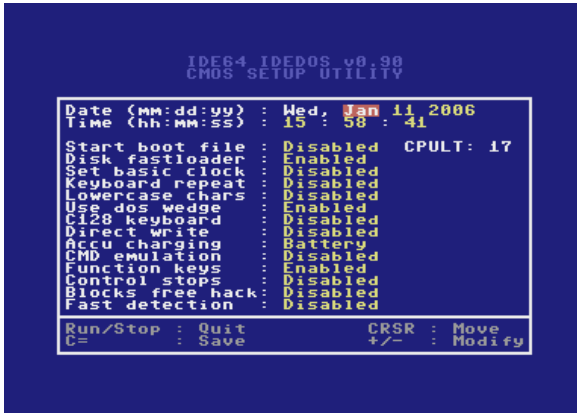 IDE64 IDEDOS v0.90
CMOS SETUP UTILITY
Date (mm:dd:yy) : Wed, Jan 11 2006
Time (hh:mm:ss) : 15 : 58 : 41
Start boot file : Disabled CPULT: 17
Disk fastloader : Enabled
Set basic clock : Disabled
Keyboard repeat : Disabled
Lowercase chars : Disabled
Use dos wedge : Enabled
C128 keyboard : Disabled
Direct write : Disabled
Accu charging : Battery
CMD emulation : Disabled
Function keys : Enabled
Control stops : Disabled
Blocks free hack: Disabled
Fast detection : Disabled
Run/Stop : Quit CRSR : Move
C= : Save +/- : Modify